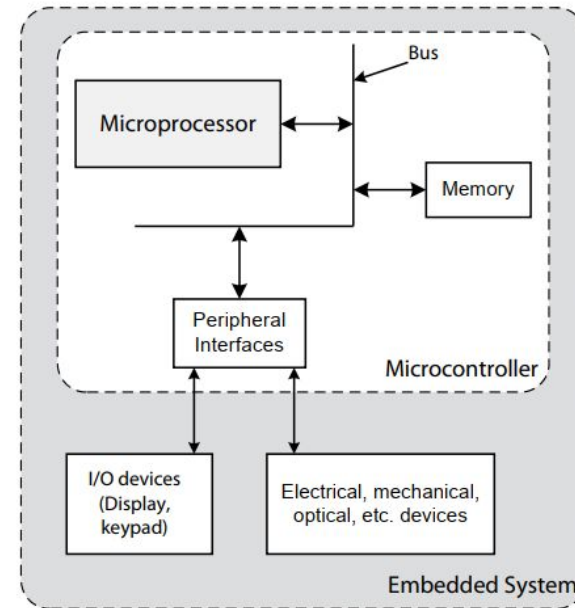 Bus
Microprocessor
Memory
Peripheral
Interfaces
Microcontroller
I/O devices
(Display,
keypad)
Electrical, mechanical,
optical, etc. devices
Embedded System